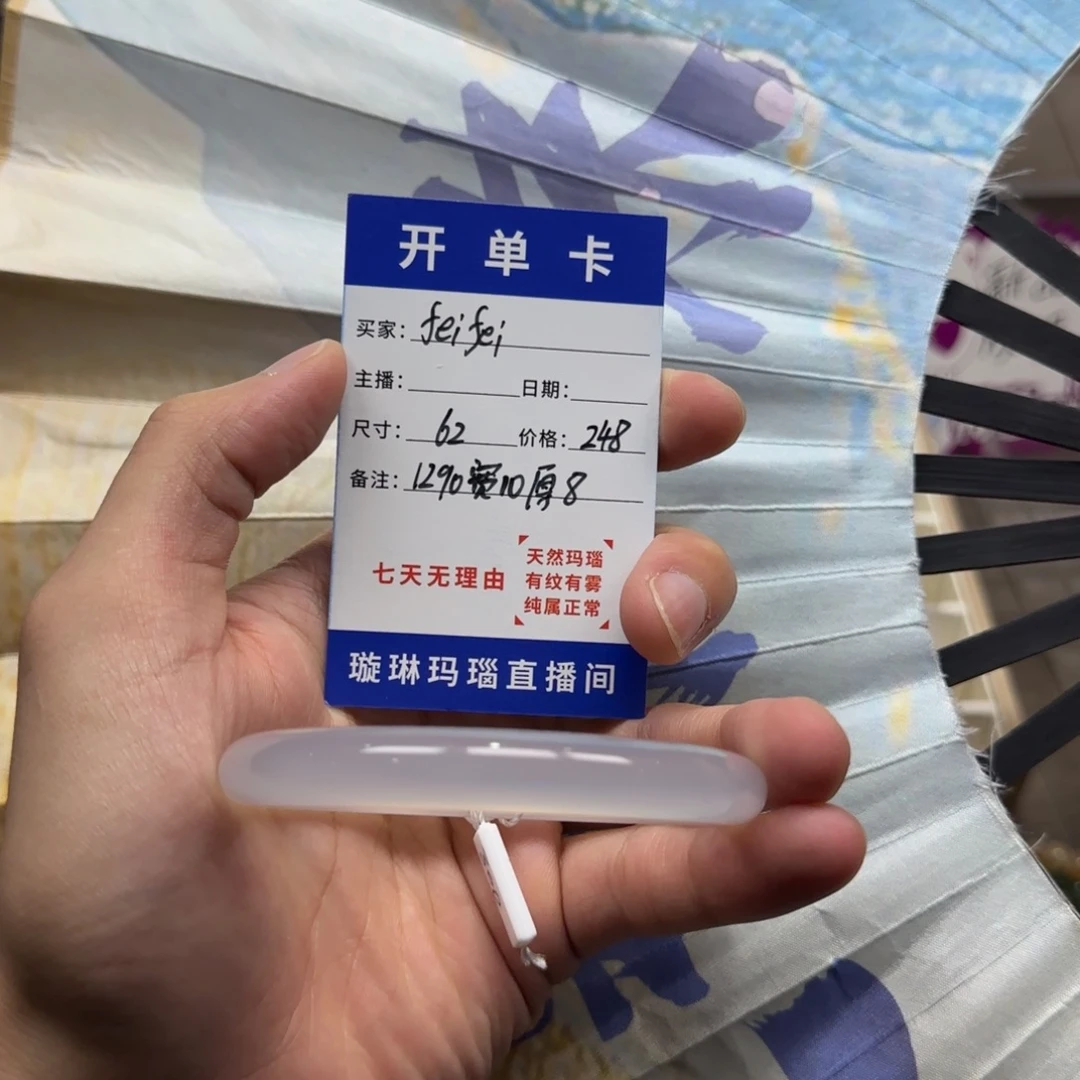 开单卡
买家: feifei
主播: 日期:
尺寸: 62 价格: 248
备注: 1290宽10厚8
七天无理由
天然玛瑙
有纹有雾
纯属正常
璇琳玛瑙直播间